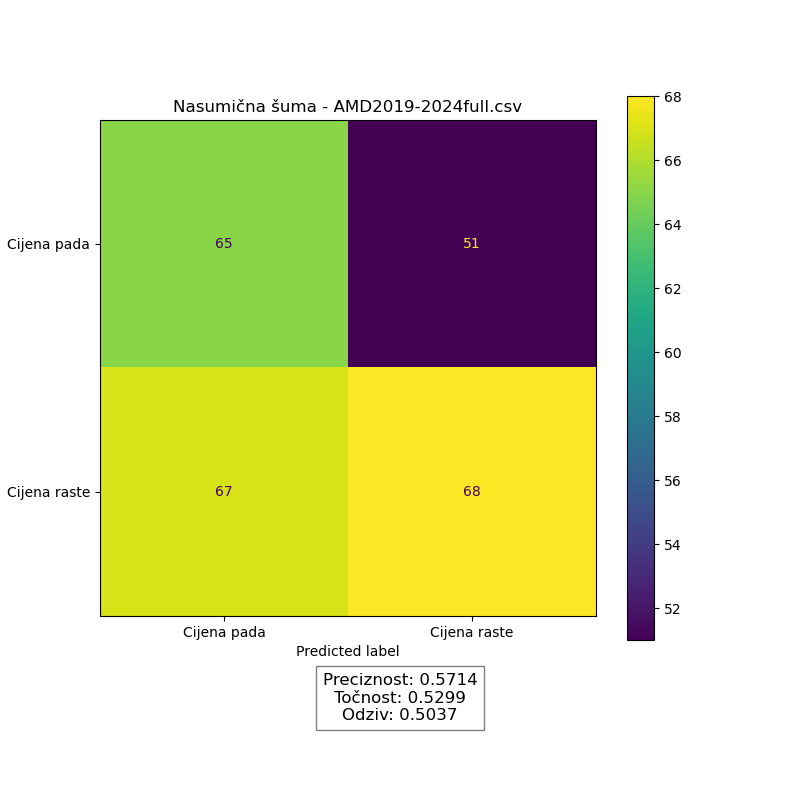 Nasumična šuma - AMD2019-2024full.csv
Cijena pada
65
51
Cijena raste
67
68
Cijena pada
Cijena raste
Predicted label
68
66
64
62
60
58
56
54
52
Preciznost: 0.5714
Točnost: 0.5299
Odziv: 0.5037